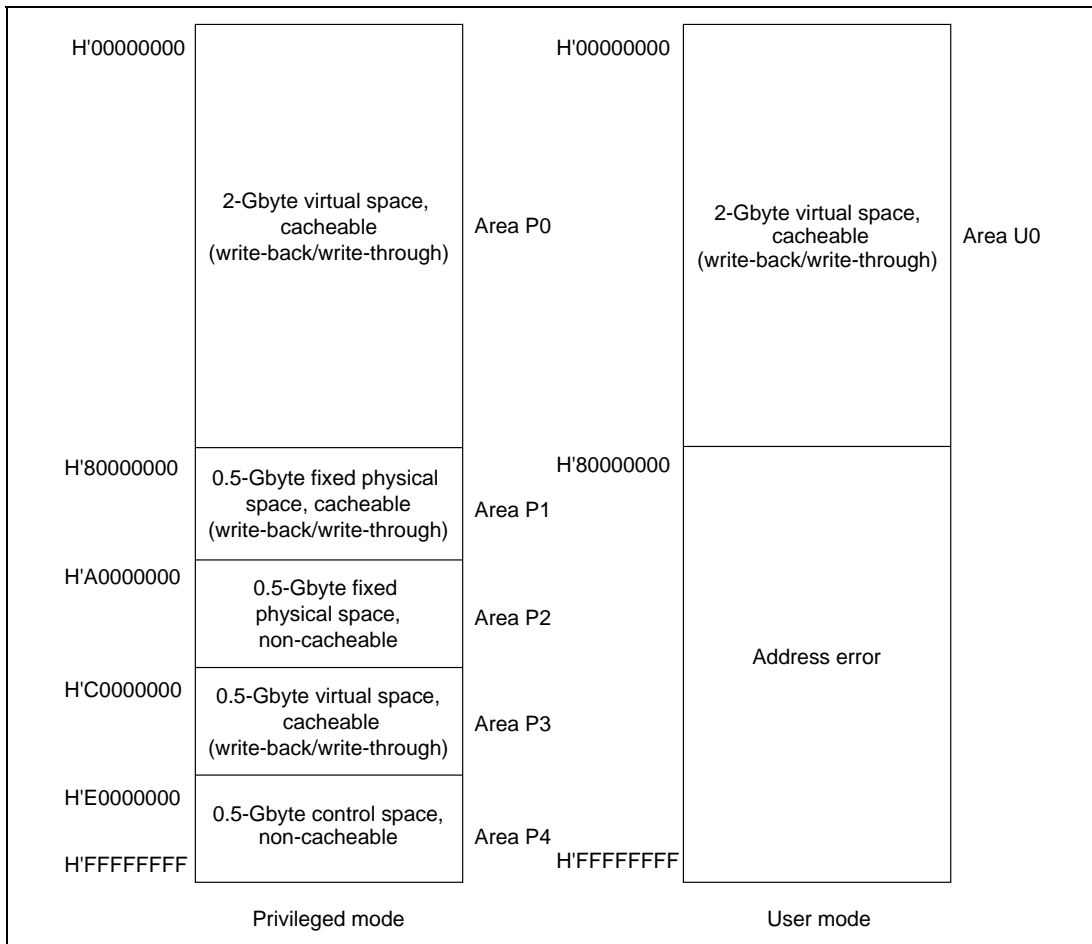 H'00000000
2-Gbyte virtual space,
cacheable
(write-back/write-through)
Area P0
H'80000000
0.5-Gbyte fixed physical
space, cacheable
(write-back/write-through)
Area P1
H'A0000000
0.5-Gbyte fixed
physical space,
non-cacheable
Area P2
H'C0000000
0.5-Gbyte virtual space,
cacheable
(write-back/write-through)
Area P3
H'E0000000
0.5-Gbyte control space,
non-cacheable
Area P4
H'FFFFFFFF
Privileged mode
H'00000000
2-Gbyte virtual space,
cacheable
(write-back/write-through)
Area U0
H'80000000
Address error
H'FFFFFFFF
User mode